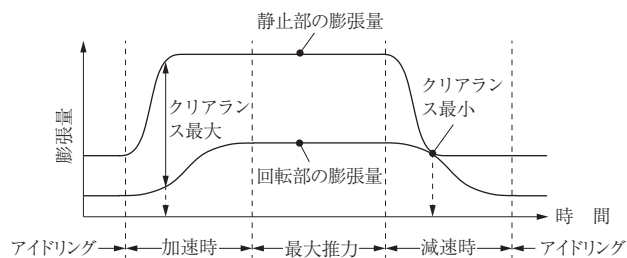 静止部の膨張量
クリアラン
ス最大
クリアラン
ス最小
膨張量
回転部の膨張量
時 間
アイドリング 加速時 最大推力 減速時 アイドリング